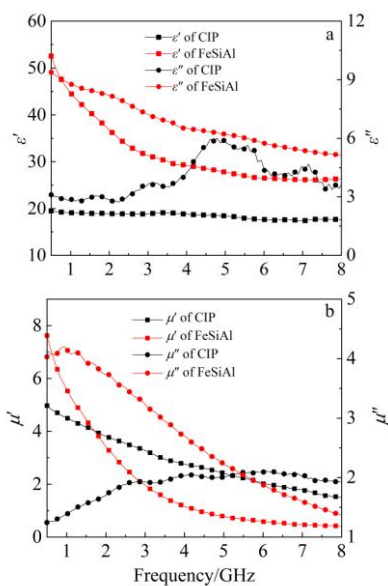 a
ε′ of CIP
ε′ of FeSiAl
ε″ of CIP
ε″ of FeSiAl
ε′
ε″
60
50
40
30
20
10
12
9
6
3
0
1 2 3 4 5 6 7 8
b
μ′ of CIP
μ′ of FeSiAl
μ″ of CIP
μ″ of FeSiAl
μ′
μ″
8
6
4
2
0
5
4
3
2
1
1 2 3 4 5 6 7 8
Frequency/GHz